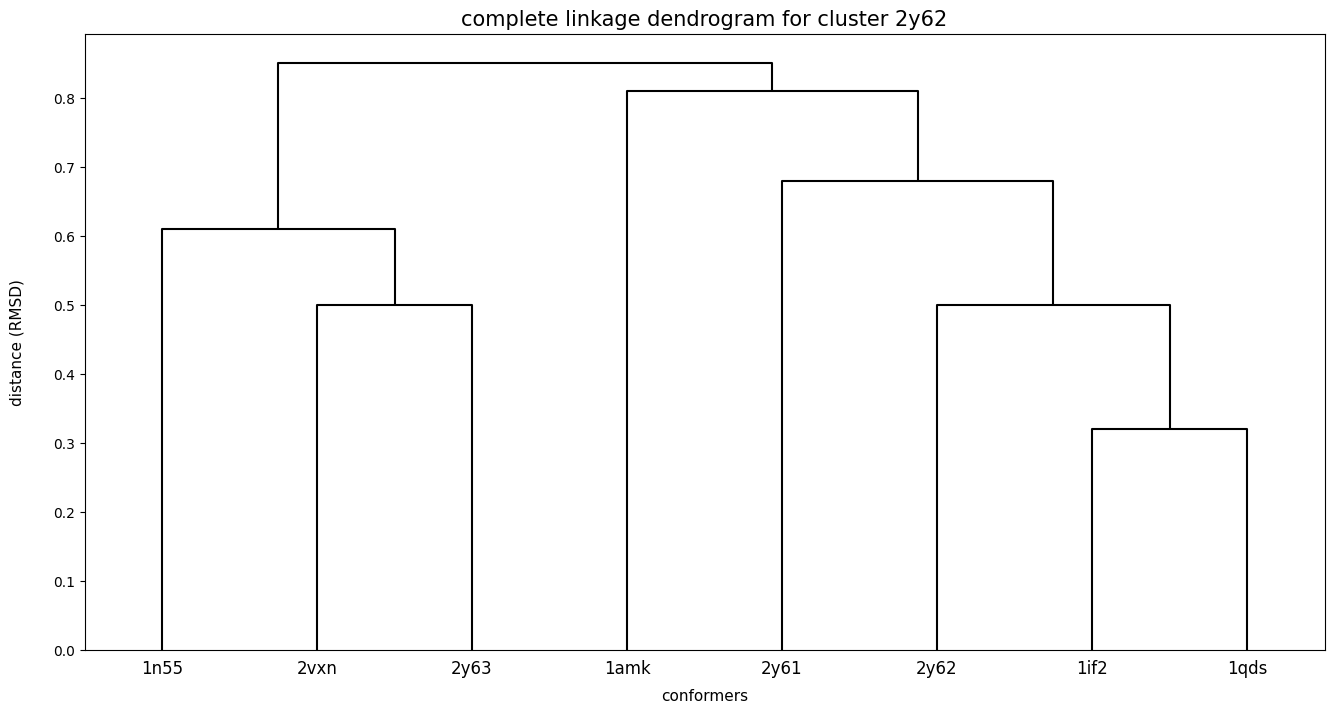 complete linkage dendrogram for cluster 2y62
0.8
0.7
0.6
0.5
0.4
0.3
0.2
0.1
0.0
distance (RMSD)
1n55 2vxn 2y63 1amk 2y61 2y62 1if2 1qds
conformers